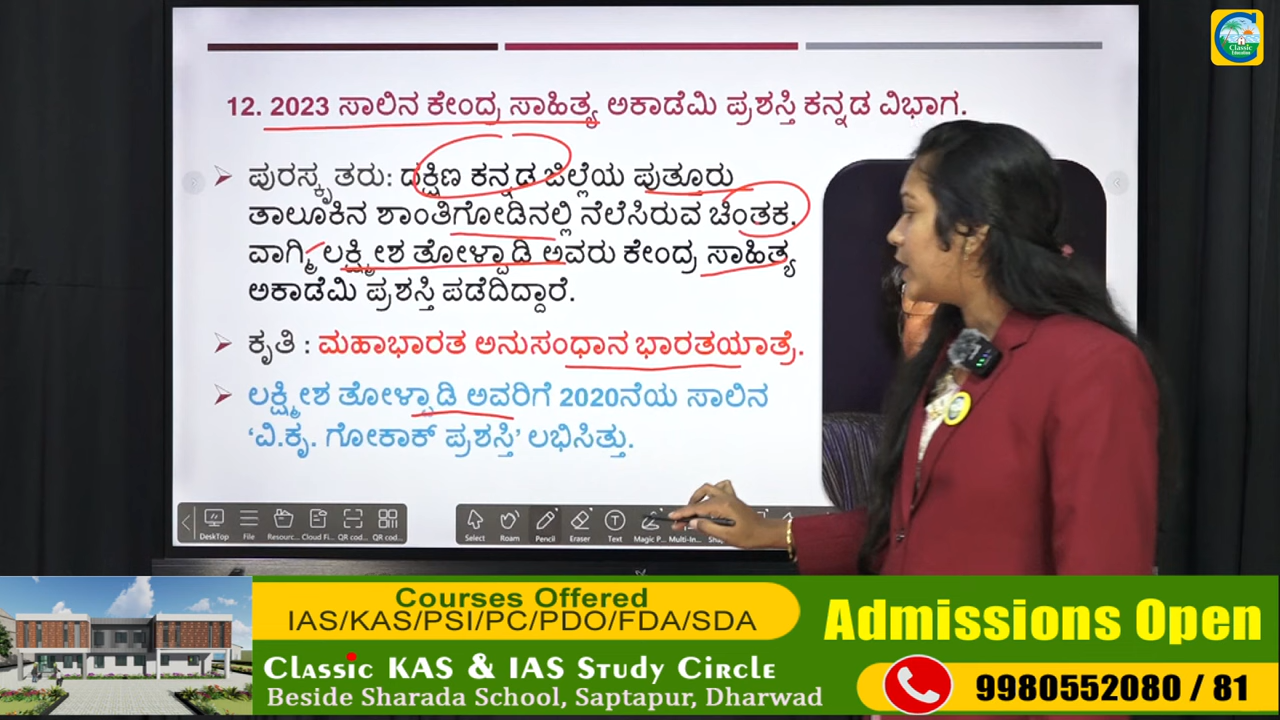 Classic
Education
12. 2023 ಸಾಲಿನ ಕೇಂದ್ರ ಸಾಹಿತ್ಯ ಅಕಾಡೆಮಿ ಪ್ರಶಸ್ತಿ ಕನ್ನಡ ವಿಭಾಗ.
ಪುರಸ್ಕೃತರು: ದಕ್ಷಿಣ ಕನ್ನಡ ಜಿಲ್ಲೆಯ ಪುತ್ತೂರು
ತಾಲೂಕಿನ ಶಾಂತಿಗೋಡಿನಲ್ಲಿ ನೆಲೆಸಿರುವ ಚಿಂತಕ.
ವಾಗ್ಮಿ ಲಕ್ಷ್ಮೀಶ ತೋಳ್ಪಾಡಿ ಅವರು ಕೇಂದ್ರ ಸಾಹಿತ್ಯ
ಅಕಾಡೆಮಿ ಪ್ರಶಸ್ತಿ ಪಡೆದಿದ್ದಾರೆ.
ಕೃತಿ : ಮಹಾಭಾರತ ಅನುಸಂಧಾನ ಭಾರತಯಾತ್ರೆ.
ಲಕ್ಷ್ಮೀಶ ತೋಳ್ಪಾಡಿ ಅವರಿಗೆ 2020ನೆಯ ಸಾಲಿನ
‘ವಿ.ಕೃ. ಗೋಕಾಕ್ ಪ್ರಶಸ್ತಿ’ ಲಭಿಸಿತ್ತು.
DeskTop File Resourc... Cloud Fi... QR cod... QR cod... Select Roam Pencil Eraser Text Magic P... Multi-In...
Courses Offered
IAS/KAS/PSI/PC/PDO/FDA/SDA
Classic KAS & IAS Study Circle
Beside Sharada School, Saptapur, Dharwad
Admissions Open
9980552080 / 81